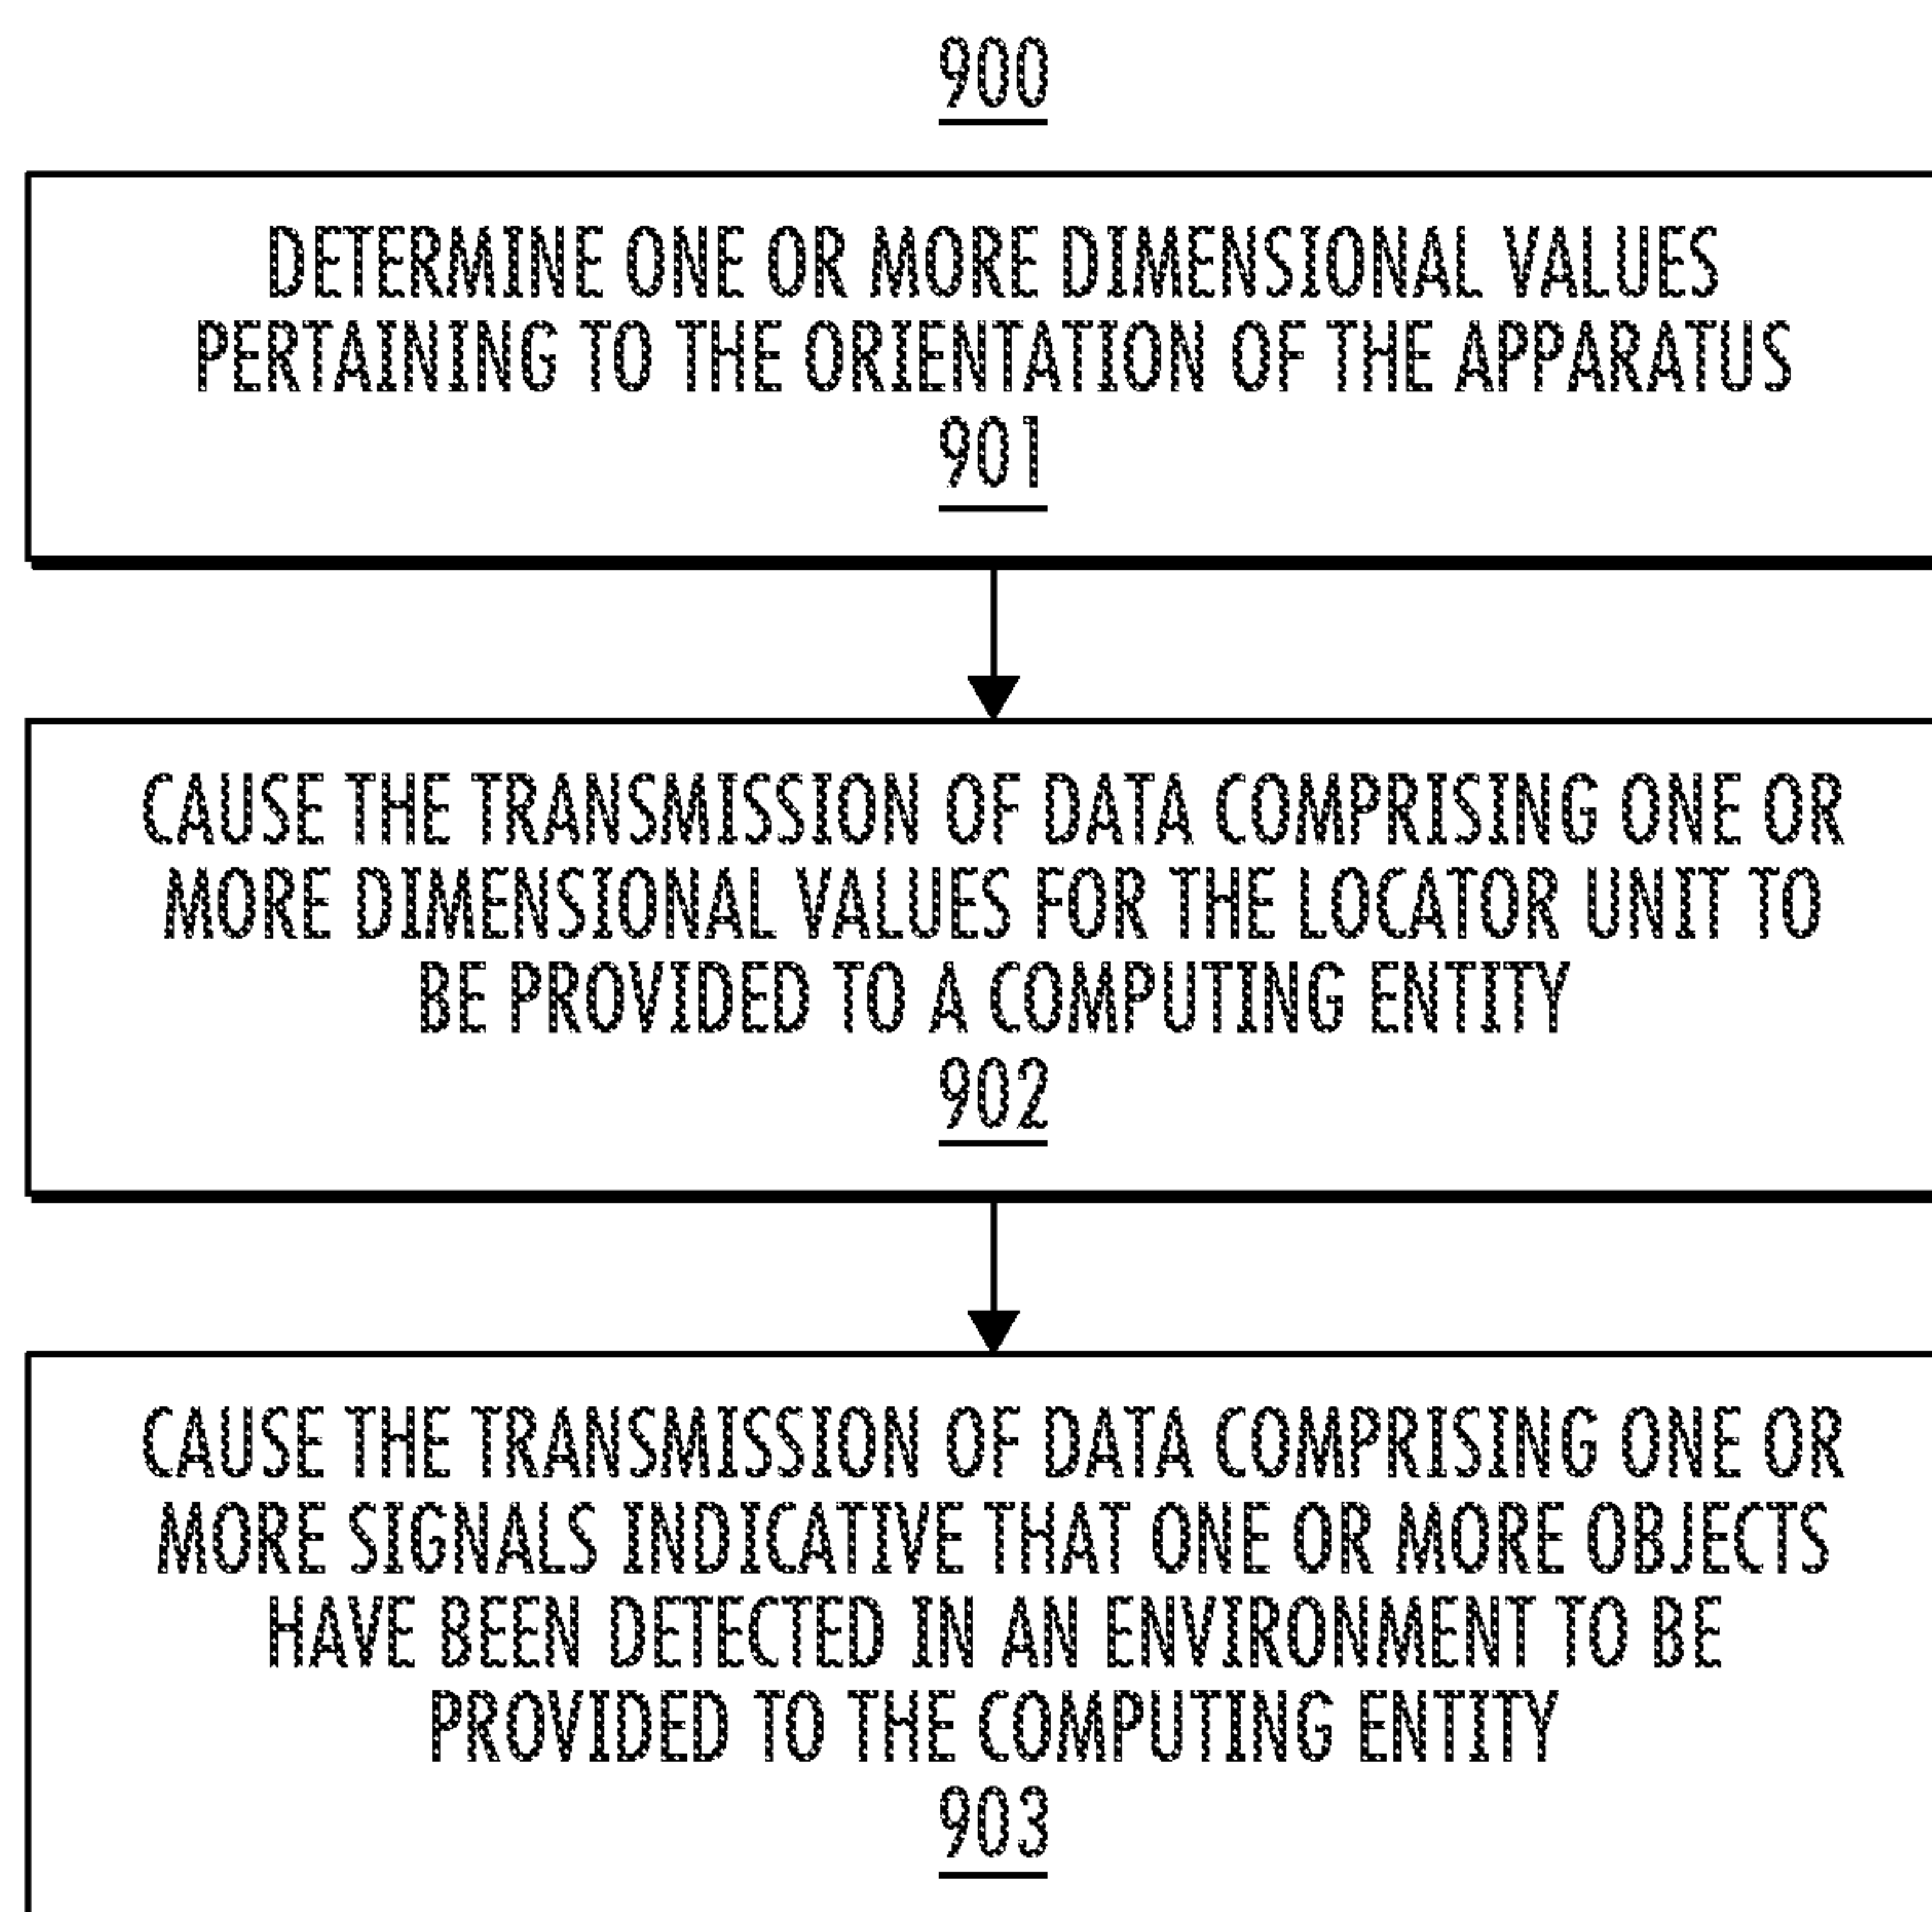 900
DETERMINE ONE OR MORE DIMENSIONAL VALUES
PERTAINING TO THE ORIENTATION OF THE APPARATUS
901
CAUSE THE TRANSMISSION OF DATA COMPRISING ONE OR
MORE DIMENSIONAL VALUES FOR THE LOCATOR UNIT TO
BE PROVIDED TO A COMPUTING ENTITY
902
CAUSE THE TRANSMISSION OF DATA COMPRISING ONE OR
MORE SIGNALS INDICATIVE THAT ONE OR MORE OBJECTS
HAVE BEEN DETECTED IN AN ENVIRONMENT TO BE
PROVIDED TO THE COMPUTING ENTITY
903